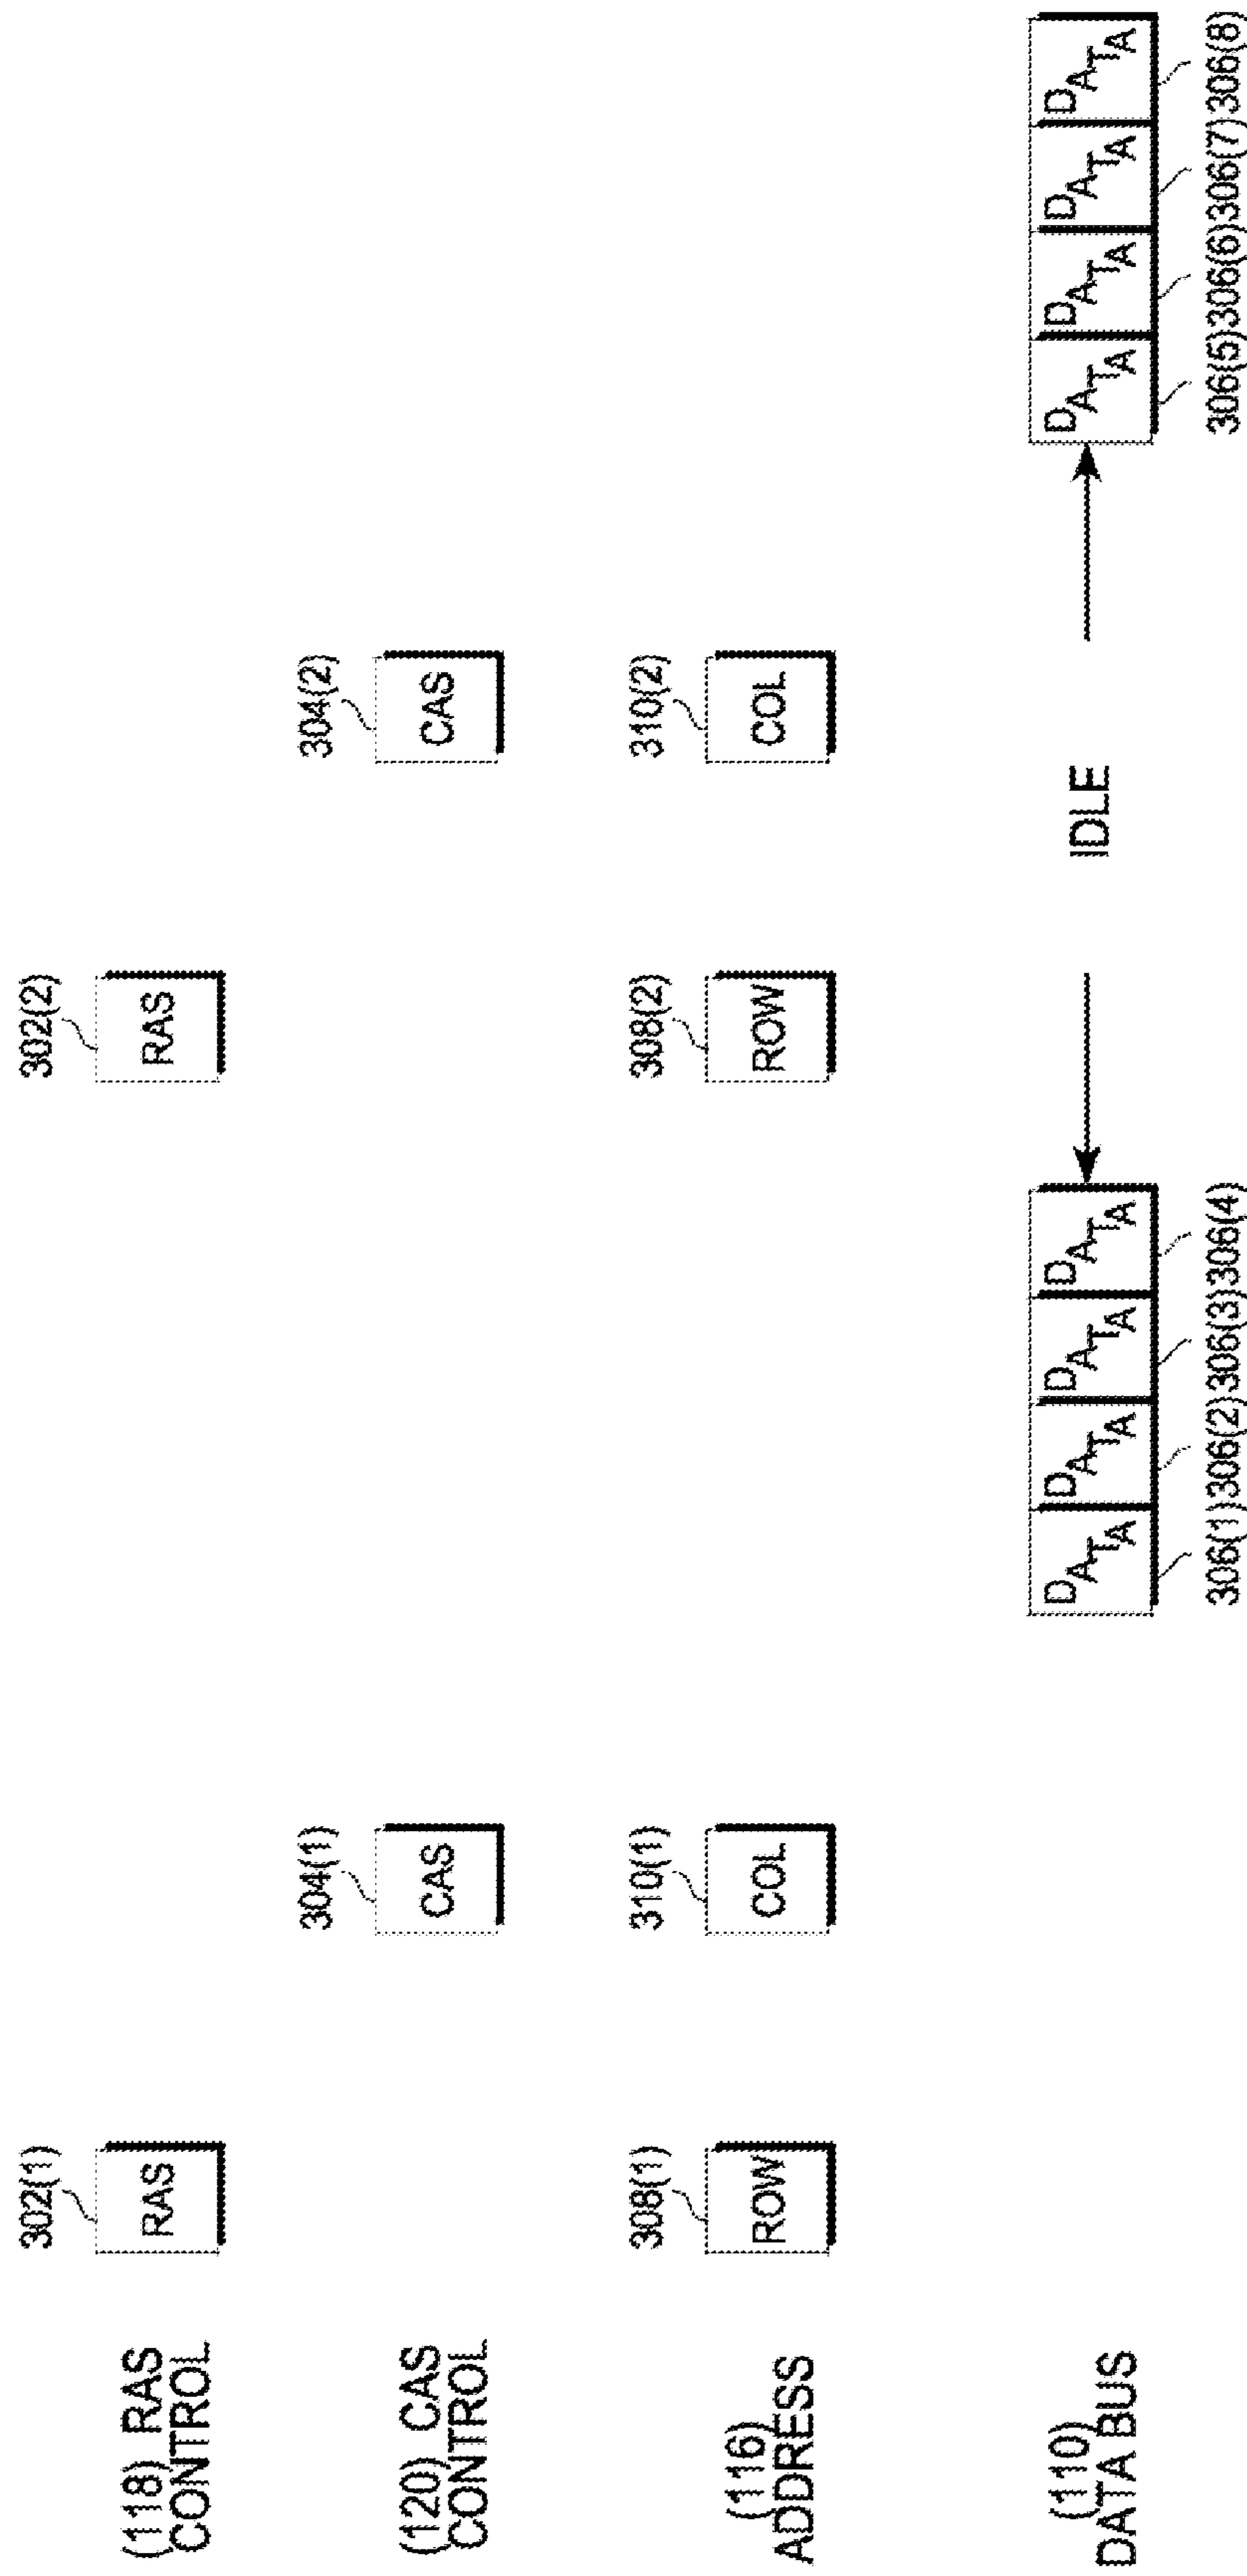 302(1)
302(2)
(118) RAS
CONTROL
RAS
RAS
304(1)
304(2)
(120) CAS
CONTROL
CAS
CAS
308(1)
310(1)
308(2)
310(2)
(116)
ADDRESS
ROW
COL
ROW
COL
(110)
DATA BUS
DATA
DATA
DATA
DATA
IDLE
DATA
DATA
DATA
DATA
306(1) 306(2) 306(3) 306(4)
306(5) 306(6) 306(7) 306(8)